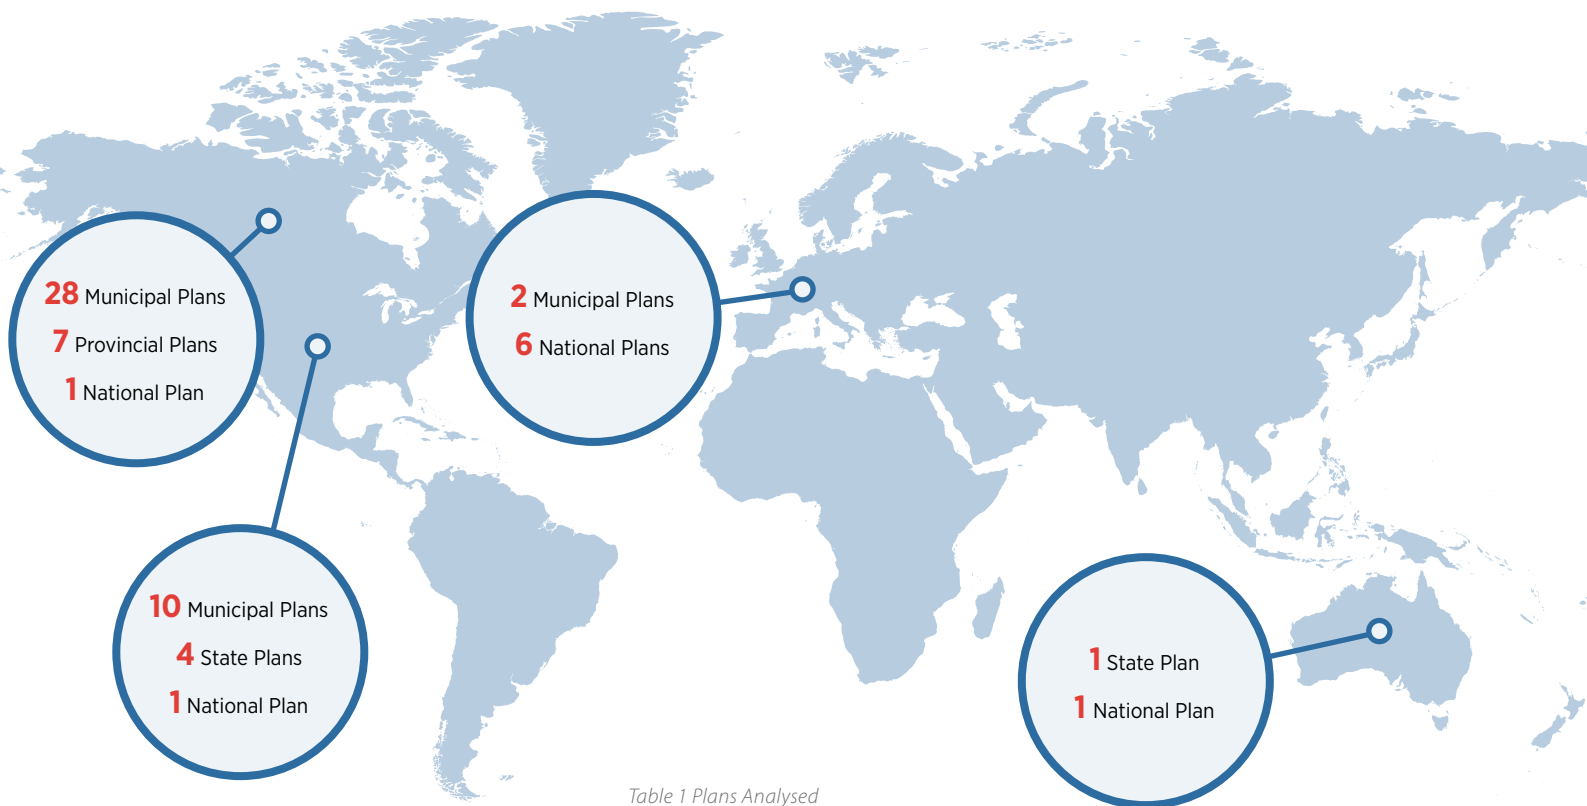 28 Municipal Plans
7 Provincial Plans
1 National Plan
2 Municipal Plans
6 National Plans
10 Municipal Plans
4 State Plans
1 National Plan
1 State Plan
1 National Plan
Table 1 Plans Analysed